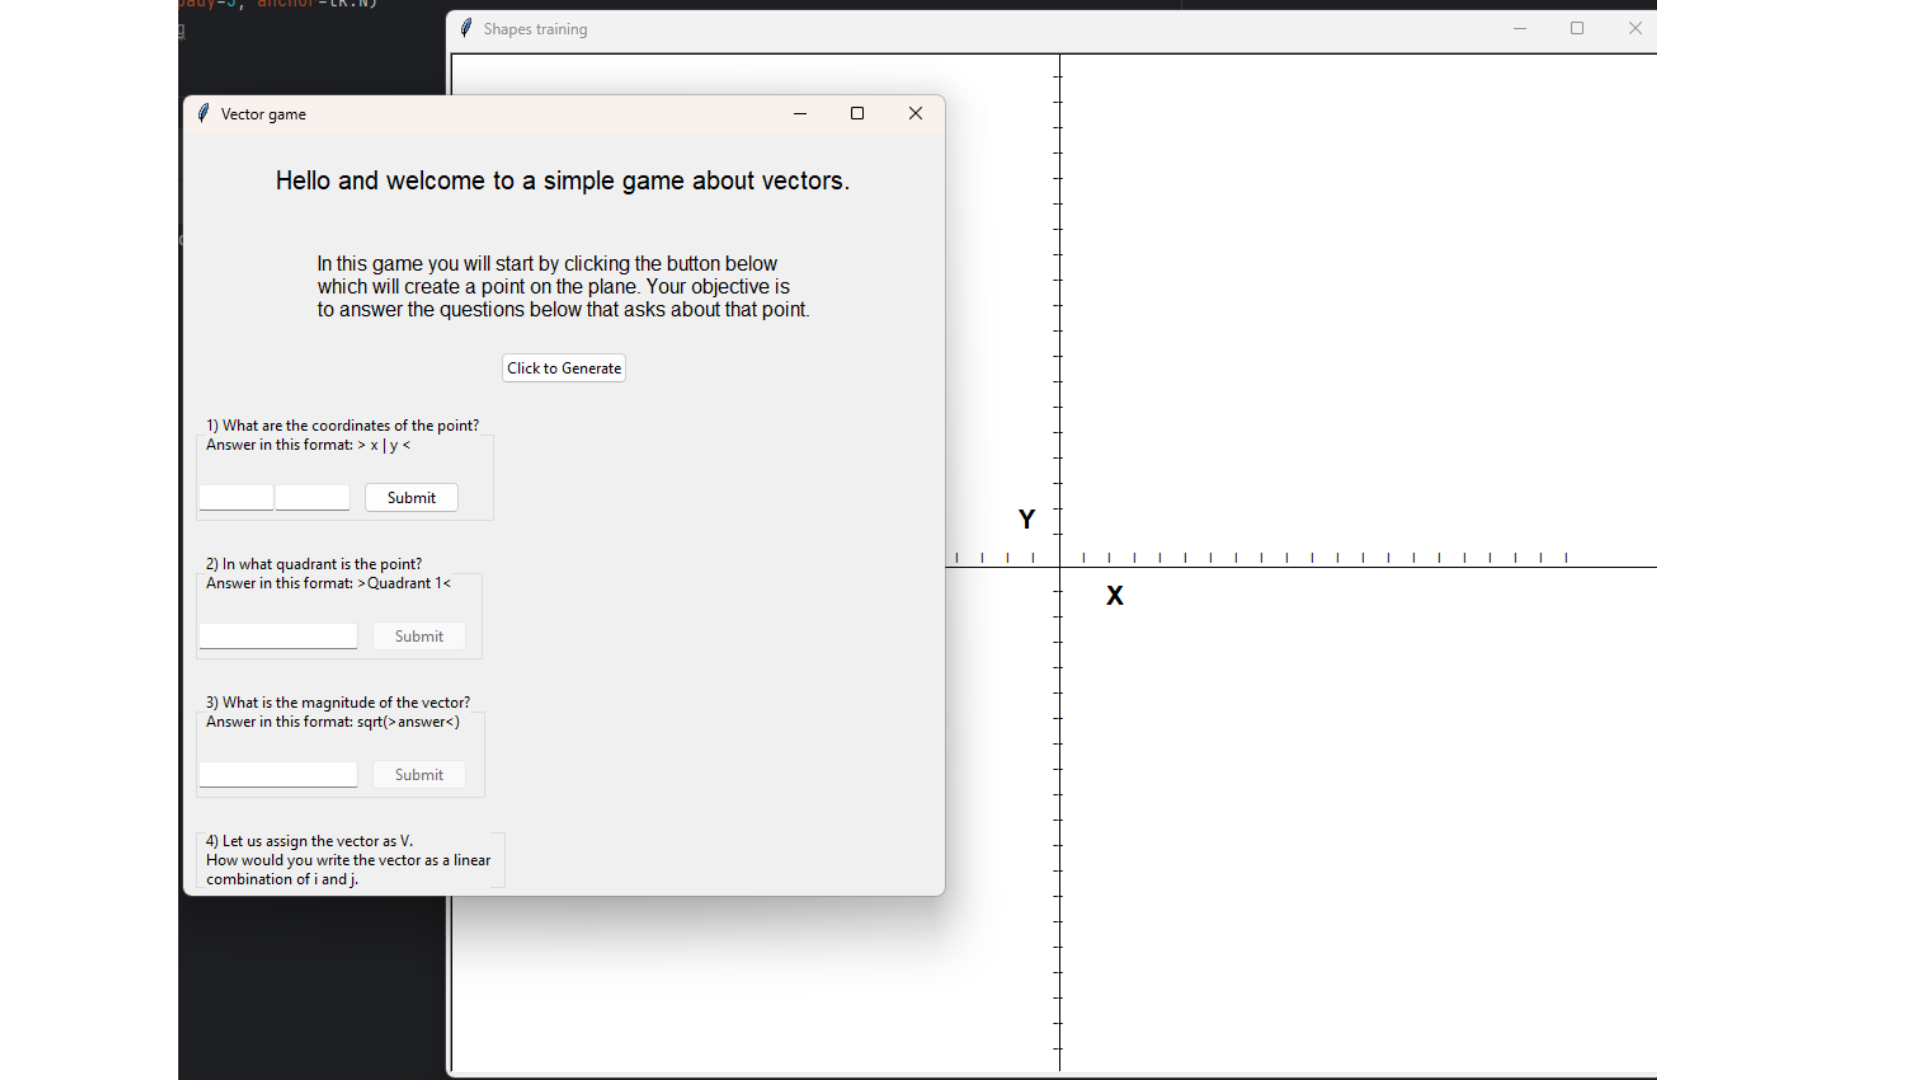 Shapes training
Vector game
Hello and welcome to a simple game about vectors.
In this game you will start by clicking the button below
which will create a point on the plane. Your objective is
to answer the questions below that asks about that point.
Click to Generate
1) What are the coordinates of the point?
Answer in this format: > x | y <
Submit
2) In what quadrant is the point?
Answer in this format: >Quadrant 1<
Submit
3) What is the magnitude of the vector?
Answer in this format: sqrt(>answer<)
Submit
4) Let us assign the vector as V.
How would you write the vector as a linear
combination of i and j.
Y
X